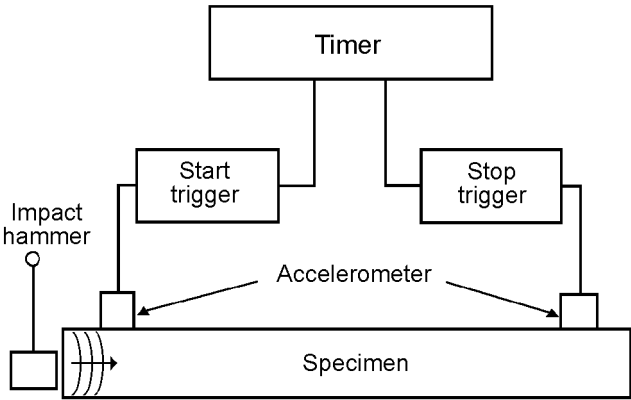 Timer
Start
trigger
Stop
trigger
Impact
hammer
Accelerometer
Specimen